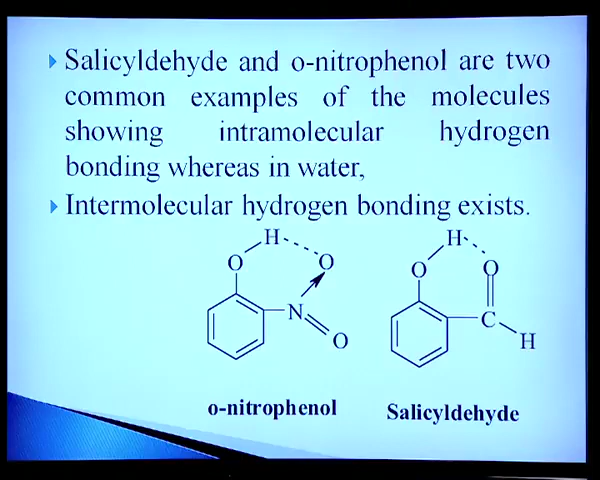 Salicyldehyde and o-nitrophenol are two
common examples of the molecules
showing intramolecular hydrogen
bonding whereas in water,
Intermolecular hydrogen bonding exists.
H
O
O
N
O
o-nitrophenol
H
O
O
C
H
Salicyldehyde